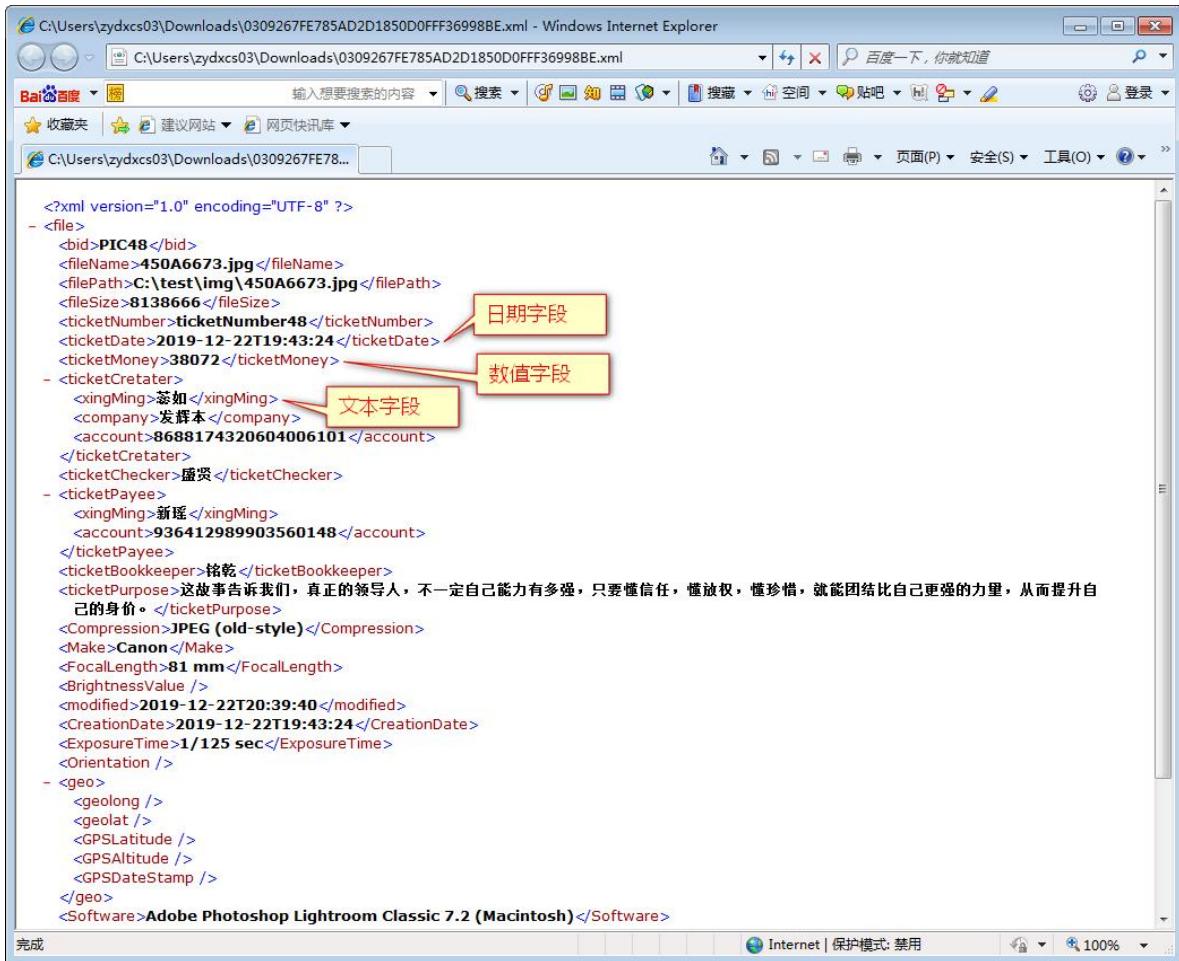 C:\Users\zydxcs03\Downloads\0309267FE785AD2D1850D0FFF36998BE.xml - Windows Internet Explorer
C:\Users\zydxcs03\Downloads\0309267FE785AD2D1850D0FFF36998BE.xml 百度一下，你就知道
Bai百度 榜 输入想要搜索的内容 搜索 知 搜藏 空间 贴吧 hi 登录
收藏夹 建议网站 网页快讯库
C:\Users\zydxcs03\Downloads\0309267FE78... 页面(P) 安全(S) 工具(O) »
<?xml version="1.0" encoding="UTF-8" ?>
- <file>
<bid>PIC48</bid>
<fileName>450A6673.jpg</fileName>
<filePath>C:\test\img\450A6673.jpg</filePath>
<fileSize>8138666</fileSize>
<ticketNumber>ticketNumber48</ticketNumber>
日期字段
<ticketDate>2019-12-22T19:43:24</ticketDate>
<ticketMoney>38072</ticketMoney>
数值字段
- <ticketCretater>
<xingMing>蕊如</xingMing>
文本字段
<company>发辉本</company>
<account>8688174320604006101</account>
</ticketCretater>
<ticketChecker>盛贤</ticketChecker>
- <ticketPayee>
<xingMing>新瑶</xingMing>
<account>936412989903560148</account>
</ticketPayee>
<ticketBookkeeper>铭乾</ticketBookkeeper>
<ticketPurpose>这故事告诉我们，真正的领导人，不一定自己能力有多强，只要懂信任，懂放权，懂珍惜，就能团结比自己更强的力量，从而提升自
己的身价。</ticketPurpose>
<Compression>JPEG (old-style)</Compression>
<Make>Canon</Make>
<FocalLength>81 mm</FocalLength>
<BrightnessValue />
<modified>2019-12-22T20:39:40</modified>
<CreationDate>2019-12-22T19:43:24</CreationDate>
<ExposureTime>1/125 sec</ExposureTime>
<Orientation />
- <geo>
<geolong />
<geolat />
<GPSLatitude />
<GPSAltitude />
<GPSDateStamp />
</geo>
<Software>Adobe Photoshop Lightroom Classic 7.2 (Macintosh)</Software>
完成 Internet | 保护模式: 禁用 100%